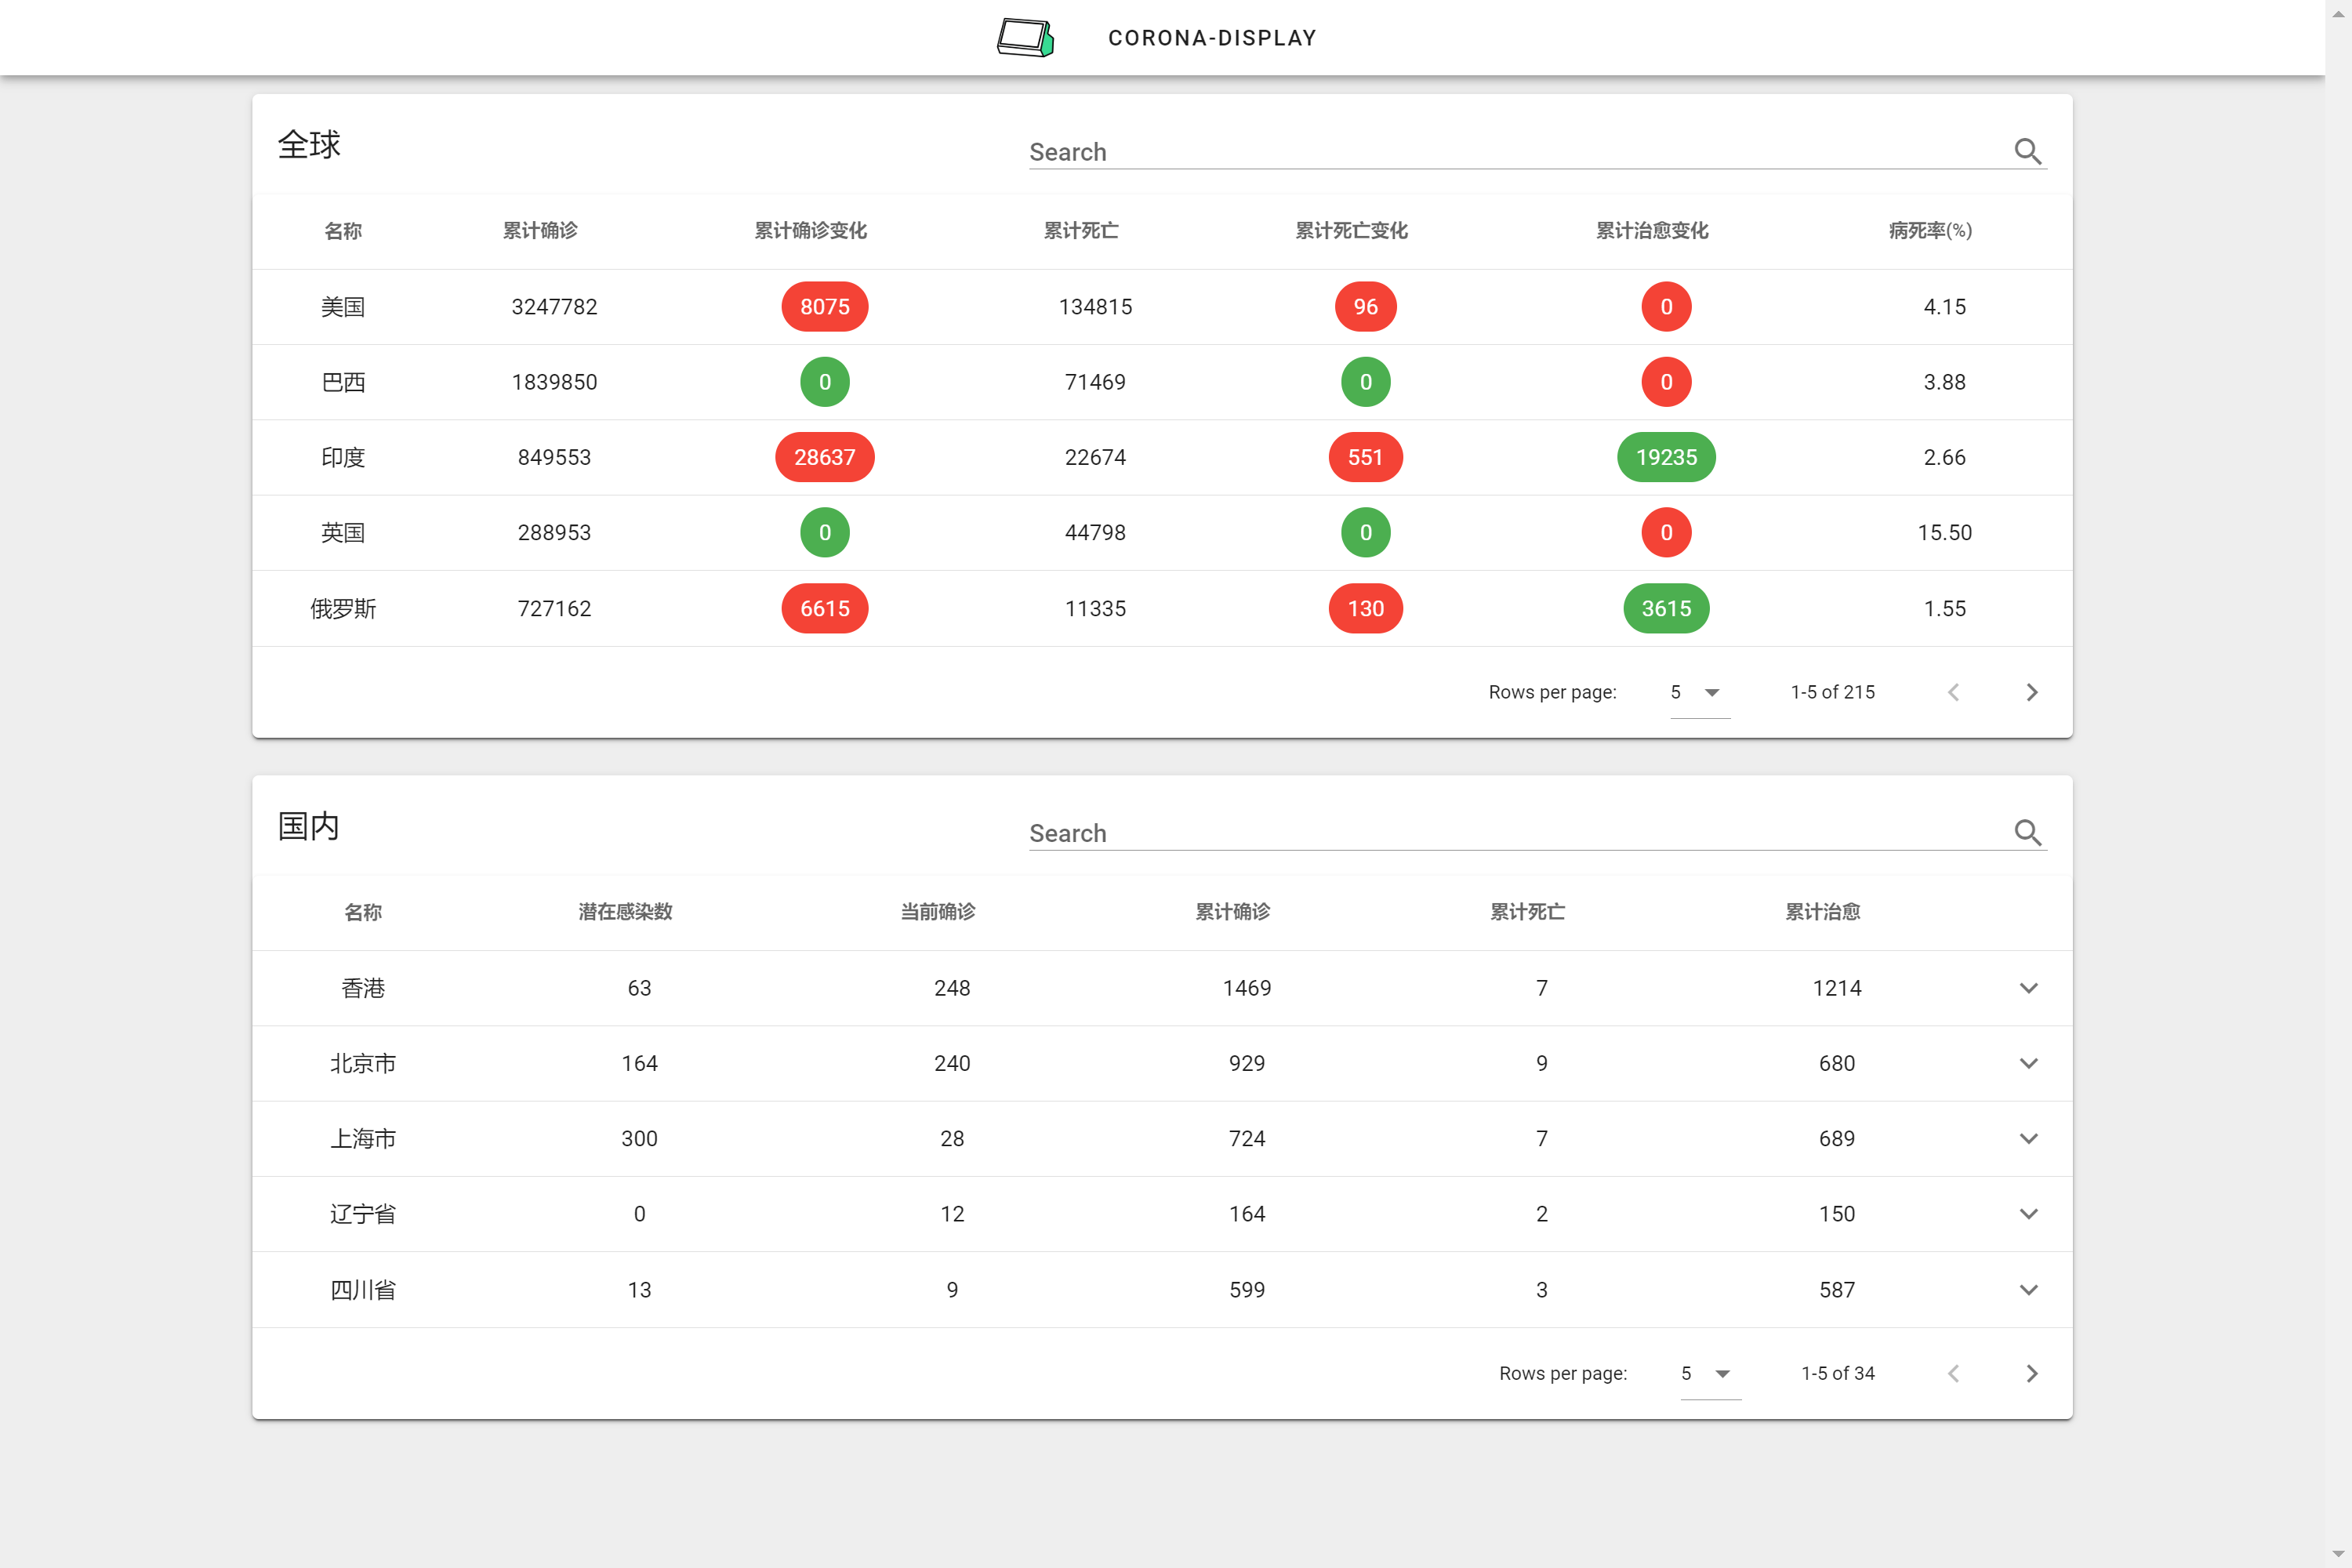 CORONA-DISPLAY
全球
Search
名称 累计确诊 累计确诊变化 累计死亡 累计死亡变化 累计治愈变化 病死率(%)
美国 3247782 8075 134815 96 0 4.15
巴西 1839850 0 71469 0 0 3.88
印度 849553 28637 22674 551 19235 2.66
英国 288953 0 44798 0 0 15.50
俄罗斯 727162 6615 11335 130 3615 1.55
Rows per page: 5 1-5 of 215
国内
Search
名称 潜在感染数 当前确诊 累计确诊 累计死亡 累计治愈
香港 63 248 1469 7 1214
北京市 164 240 929 9 680
上海市 300 28 724 7 689
辽宁省 0 12 164 2 150
四川省 13 9 599 3 587
Rows per page: 5 1-5 of 34